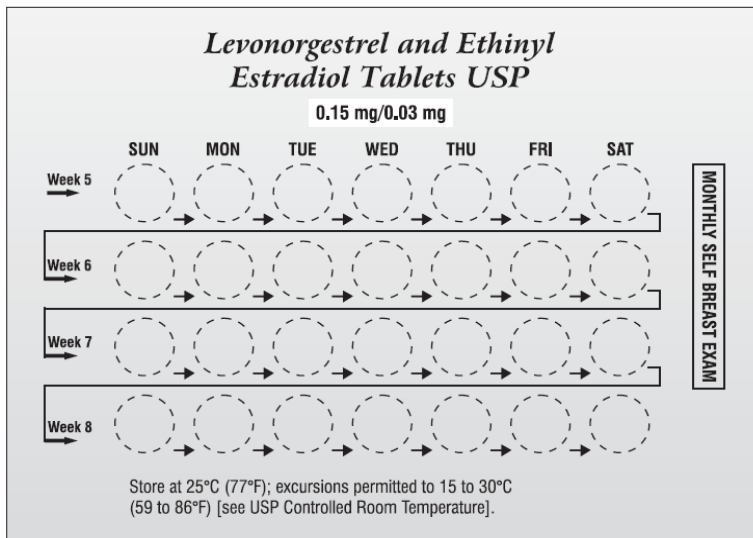 Levonorgestrel and Ethinyl
Estradiol Tablets USP
0.15 mg/0.03 mg
SUN MON TUE WED THU FRI SAT
Week 5
Week 6
Week 7
Week 8
MONTHLY SELF BREAST EXAM
Store at 25°C (77°F); excursions permitted to 15 to 30°C
(59 to 86°F) [see USP Controlled Room Temperature].